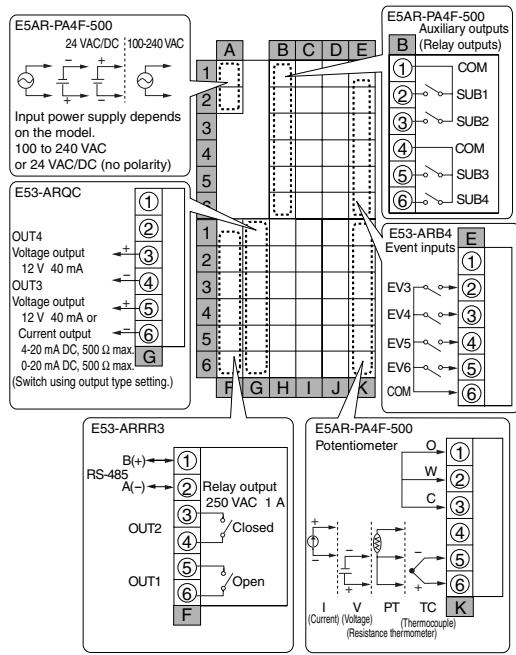 E5AR-PA4F-500
24 VAC/DC 100-240 VAC
Input power supply depends
on the model.
100 to 240 VAC
or 24 VAC/DC (no polarity)
A B C D E
1
2
3
4
5
6
1
2
3
4
5
6
F G H I J K
E5AR-PA4F-500
Auxiliary outputs
(Relay outputs)
B
1 COM
2 SUB1
3 SUB2
4 COM
5 SUB3
6 SUB4
E53-ARQC
1
2
OUT4
Voltage output + 3
12 V 40 mA
OUT3 − 4
Voltage output + 5
12 V 40 mA or
Current output − 6
4-20 mA DC, 500 Ω max.
0-20 mA DC, 500 Ω max.
G
(Switch using output type setting.)
E53-ARB4
Event inputs
E
1
EV3 2
EV4 3
EV5 4
EV6 5
COM 6
E53-ARRR3
B(+) 1
RS-485
A(−) 2
Relay output
250 VAC 1 A
3
OUT2 Closed
4
5
OUT1 Open
6
F
E5AR-PA4F-500
Potentiometer
O 1
W 2
C 3
4
5
6
+ − − + − +
I V PT TC K
(Current) (Voltage) (Thermocouple)
(Resistance thermometer)